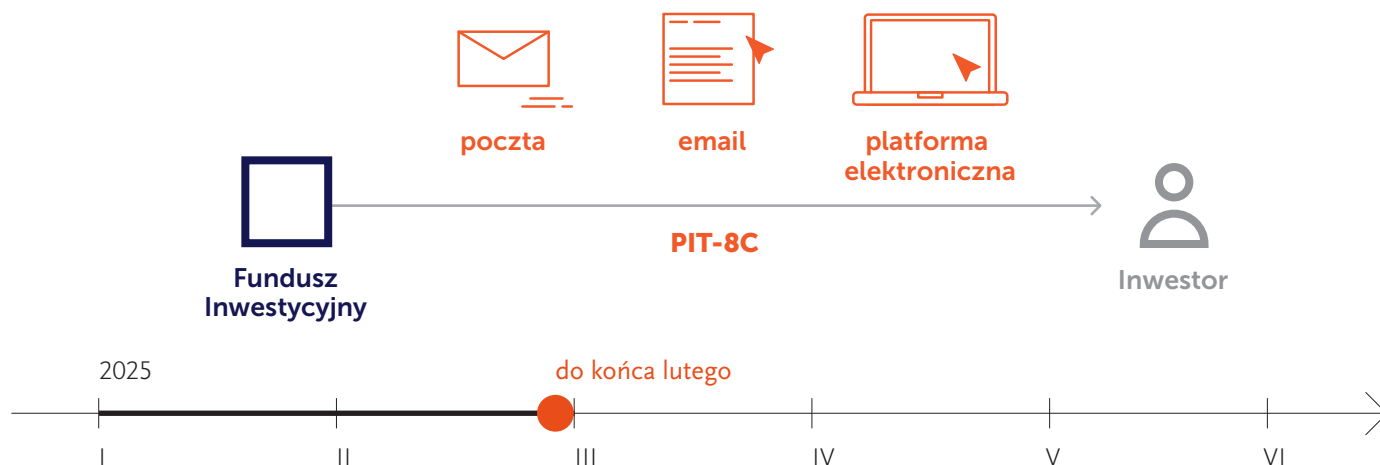 poczta
email
platforma
elektroniczna
PIT-8C
Fundusz
Inwestycyjny
Inwestor
2025
do końca lutego
I
II
III
IV
V
VI